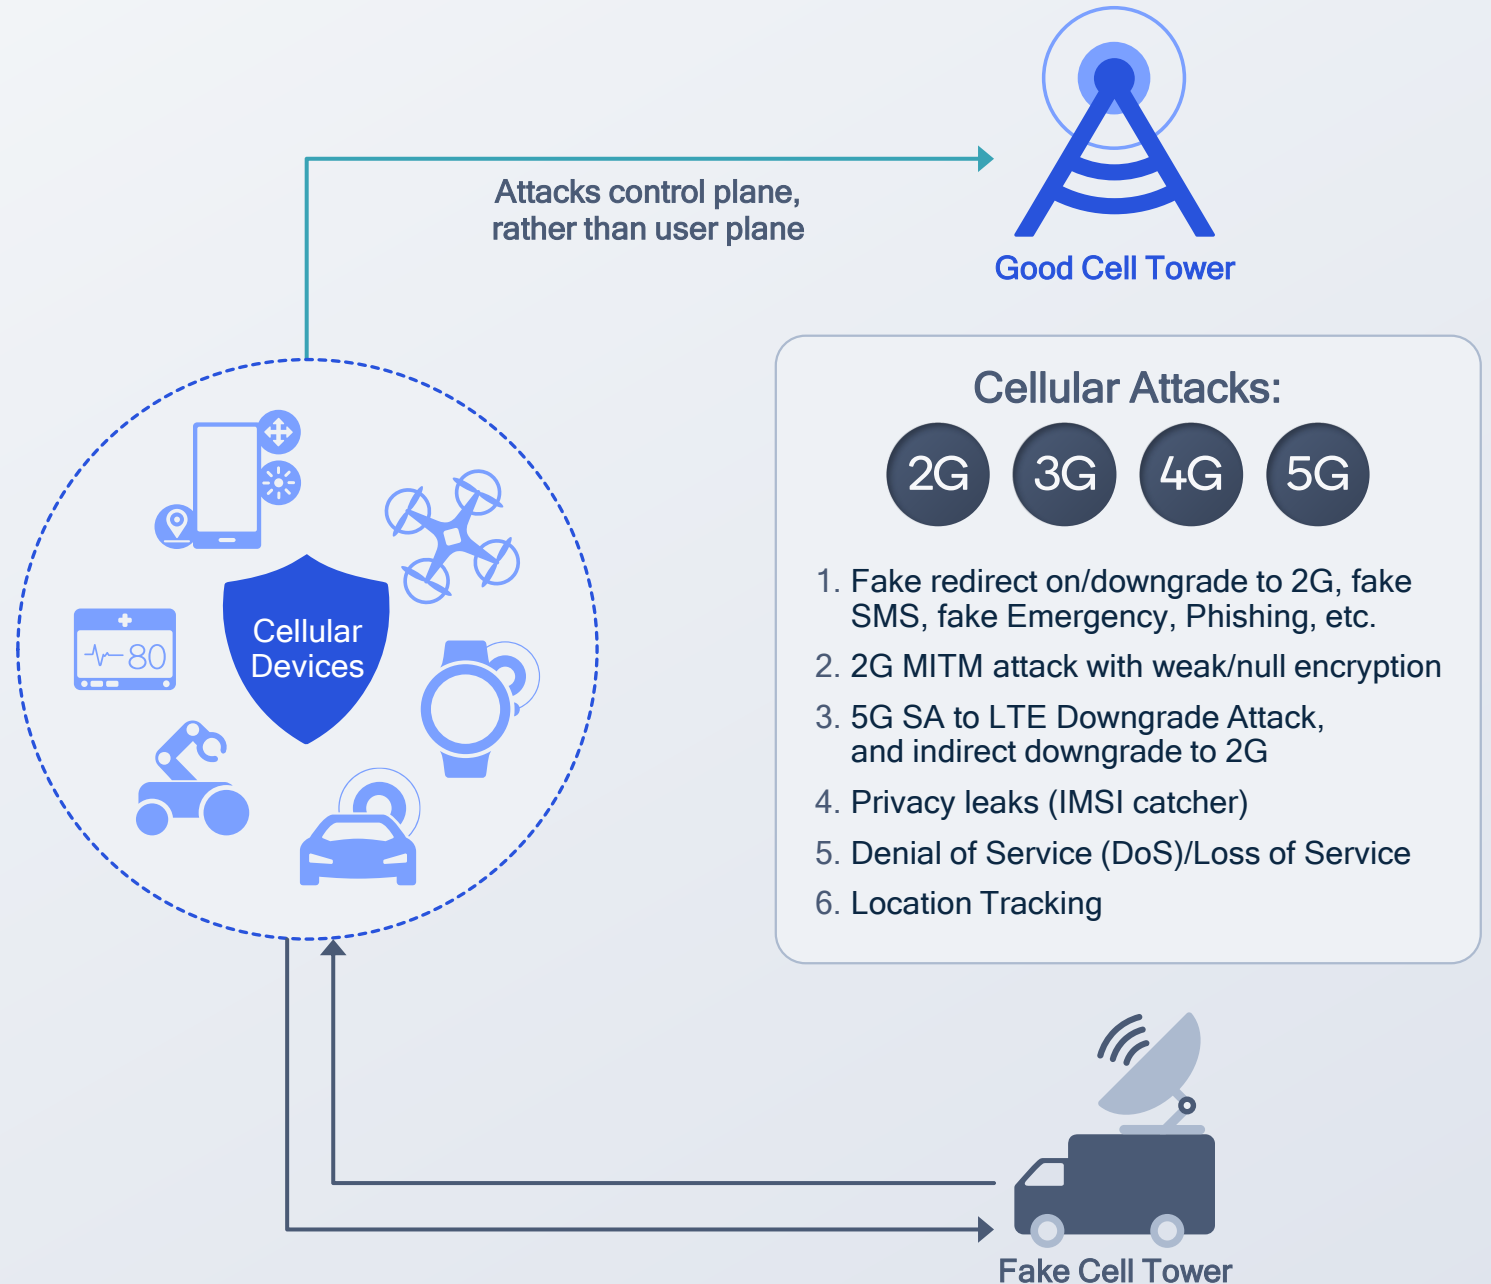 Attacks control plane,
rather than user plane
Good Cell Tower
Cellular Attacks:
2G 3G 4G 5G
1. Fake redirect on/downgrade to 2G, fake
SMS, fake Emergency, Phishing, etc.
2. 2G MITM attack with weak/null encryption
3. 5G SA to LTE Downgrade Attack,
and indirect downgrade to 2G
4. Privacy leaks (IMSI catcher)
5. Denial of Service (DoS)/Loss of Service
6. Location Tracking
Cellular
Devices
80
Fake Cell Tower